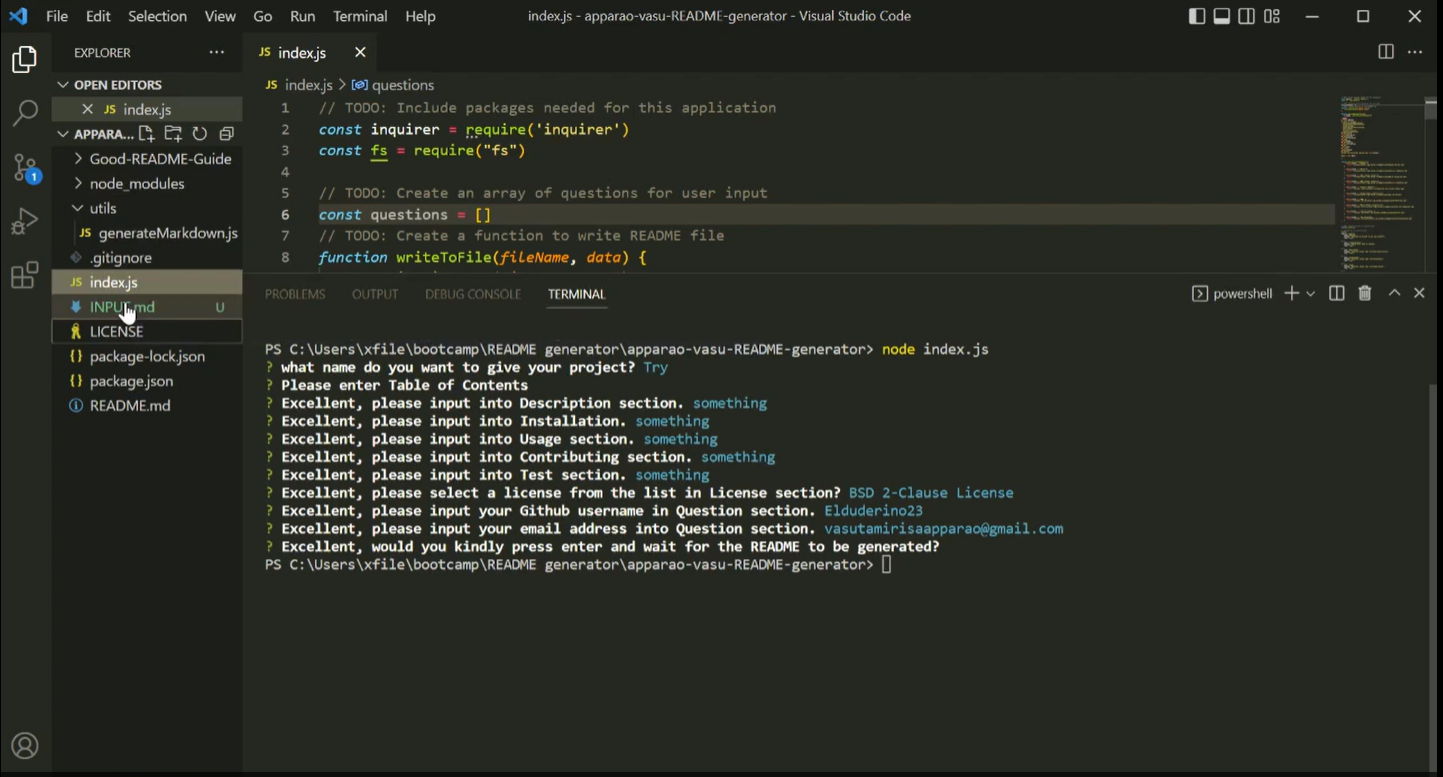 File Edit Selection View Go Run Terminal Help
index.js - apparao-vasu-README-generator - Visual Studio Code
EXPLORER
OPEN EDITORS
JS index.js
APPARA...
Good-README-Guide
node_modules
utils
JS generateMarkdown.js
.gitignore
JS index.js
INPUT.md U
LICENSE
{} package-lock.json
{} package.json
README.md
1
JS index.js
JS index.js > questions
1 // TODO: Include packages needed for this application
2 const inquirer = require('inquirer')
3 const fs = require("fs")
4
5 // TODO: Create an array of questions for user input
6 const questions = []
7 // TODO: Create a function to write README file
8 function writeToFile(fileName, data) {
PROBLEMS OUTPUT DEBUG CONSOLE TERMINAL
powershell
PS C:\Users\xfile\bootcamp\README generator\apparao-vasu-README-generator> node index.js
? what name do you want to give your project? Try
? Please enter Table of Contents
? Excellent, please input into Description section. something
? Excellent, please input into Installation. something
? Excellent, please input into Usage section. something
? Excellent, please input into Contributing section. something
? Excellent, please input into Test section. something
? Excellent, please select a license from the list in License section? BSD 2-Clause License
? Excellent, please input your Github username in Question section. Elduderino23
? Excellent, please input your email address into Question section. vasutamirisaapparao@gmail.com
? Excellent, would you kindly press enter and wait for the README to be generated?
PS C:\Users\xfile\bootcamp\README generator\apparao-vasu-README-generator>